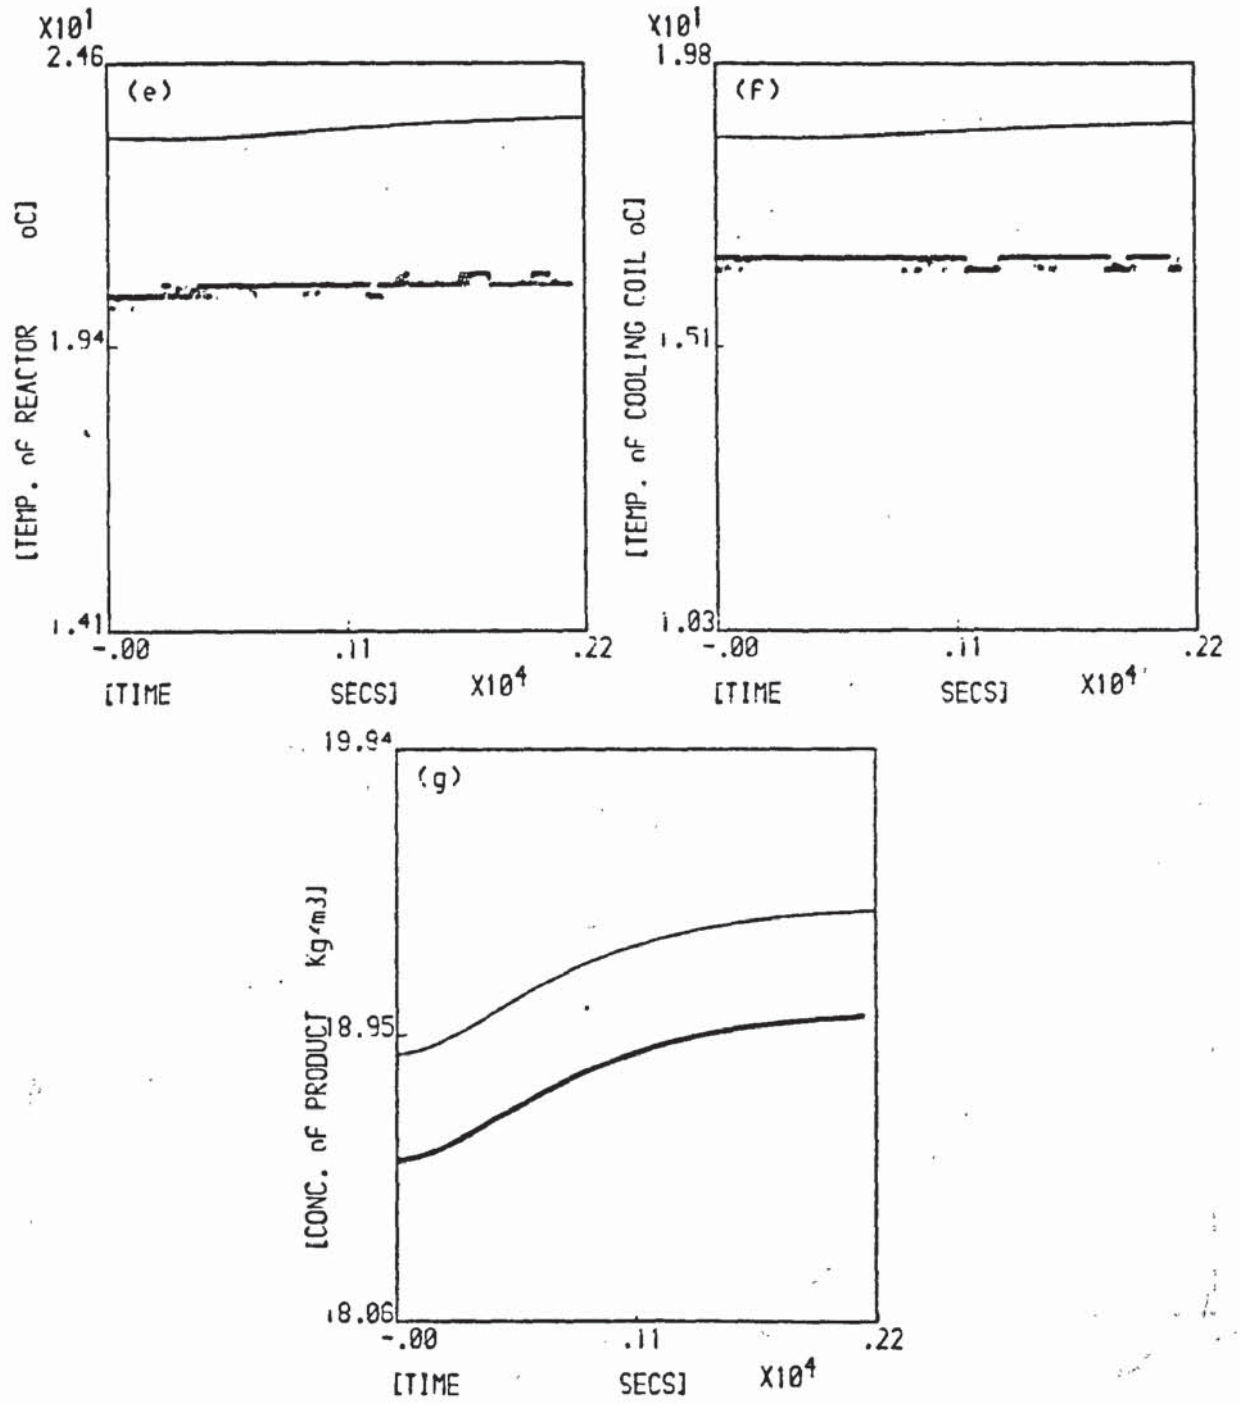 X10¹
2.46
(e)
[TEMP. of REACTOR oC]
1.94
1.41
-.00 .11 .22
[TIME SECS] X10⁴
X10¹
1.98
(f)
[TEMP. of COOLING COIL oC]
1.51
1.03
-.00 .11 .22
[TIME SECS] X10⁴
19.94
(g)
[CONC. of PRODUCT Kg/m3]
18.95
18.06
-.00 .11 .22
[TIME SECS] X10⁴